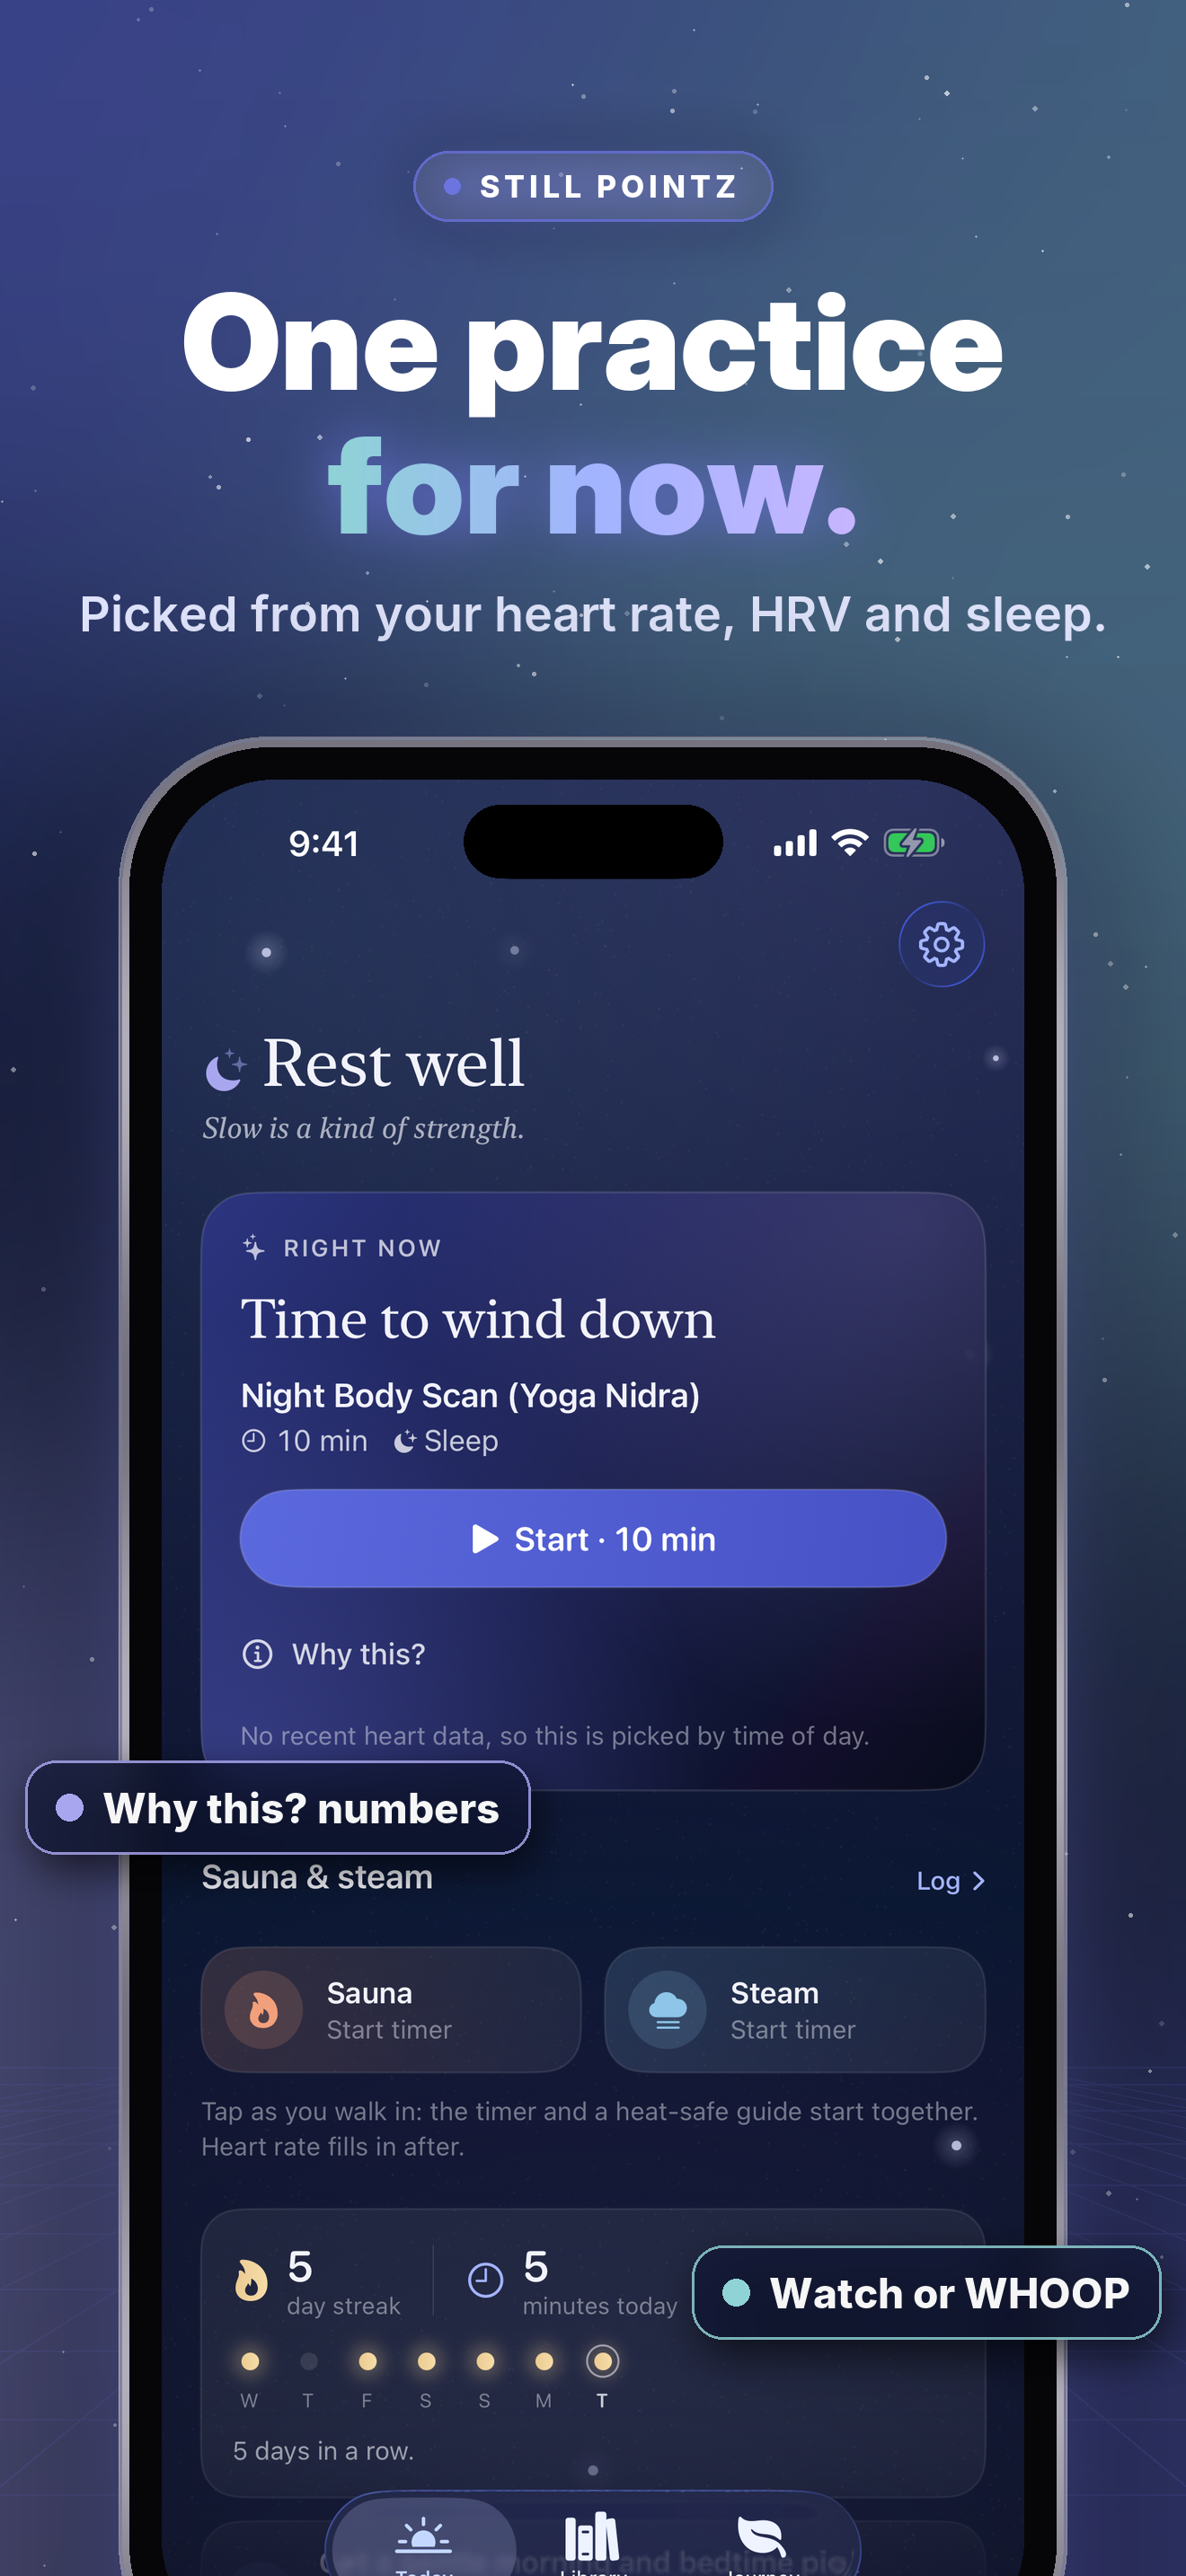 STILL POINTZ
One practice
for now.
Picked from your heart rate, HRV and sleep.
9:41
Rest well
Slow is a kind of strength.
RIGHT NOW
Time to wind down
Night Body Scan (Yoga Nidra)
10 min Sleep
Start · 10 min
Why this?
No recent heart data, so this is picked by time of day.
Why this? numbers
Sauna & steam
Log
Sauna
Start timer
Steam
Start timer
Tap as you walk in: the timer and a heat-safe guide start together.
Heart rate fills in after.
5
day streak
5
minutes today
Watch or WHOOP
W T F S S M T
5 days in a row.
Today Library Journey